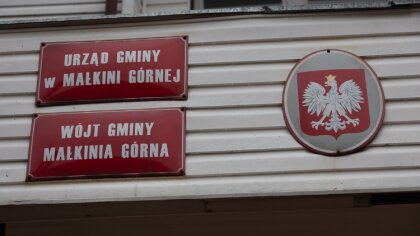 URZĄD GMINY
W MAŁKINI GÓRNEJ
WÓJT GMINY
MAŁKINIA GÓRNA